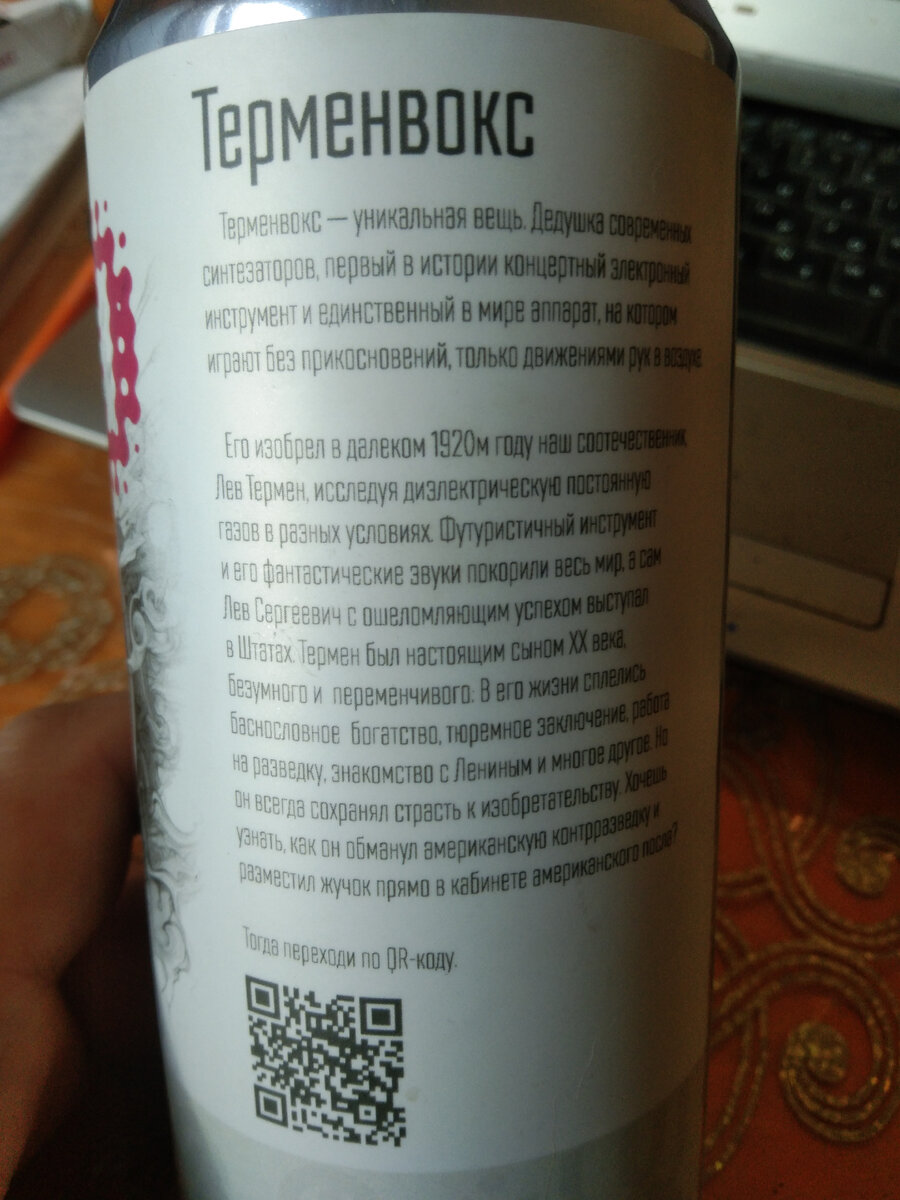 Терменвокс
Терменвокс — уникальная вещь. Дедушка современных
синтезаторов, первый в истории концертный электронный
инструмент и единственный в мире аппарат, на котором
играют без прикосновений, только движениями рук в воздухе.
Его изобрел в далеком 1920м году наш соотечественник
Лев Термен, исследуя диэлектрическую постоянную
газов в разных условиях. Футуристичный инструмент
и его фантастические звуки покорили весь мир, а сам
Лев Сергеевич с ошеломляющим успехом выступал
в Штатах. Термен был настоящим сыном XX века,
безумного и переменчивого. В его жизни сплелись
баснословное богатство, тюремное заключение, работа
на разведку, знакомство с Лениным и многое другое. Но
он всегда сохранял страсть к изобретательству. Хочешь
узнать, как он обманул американскую контрразведку и
разместил жучок прямо в кабинете американского посла?
Тогда переходи по QR-коду.